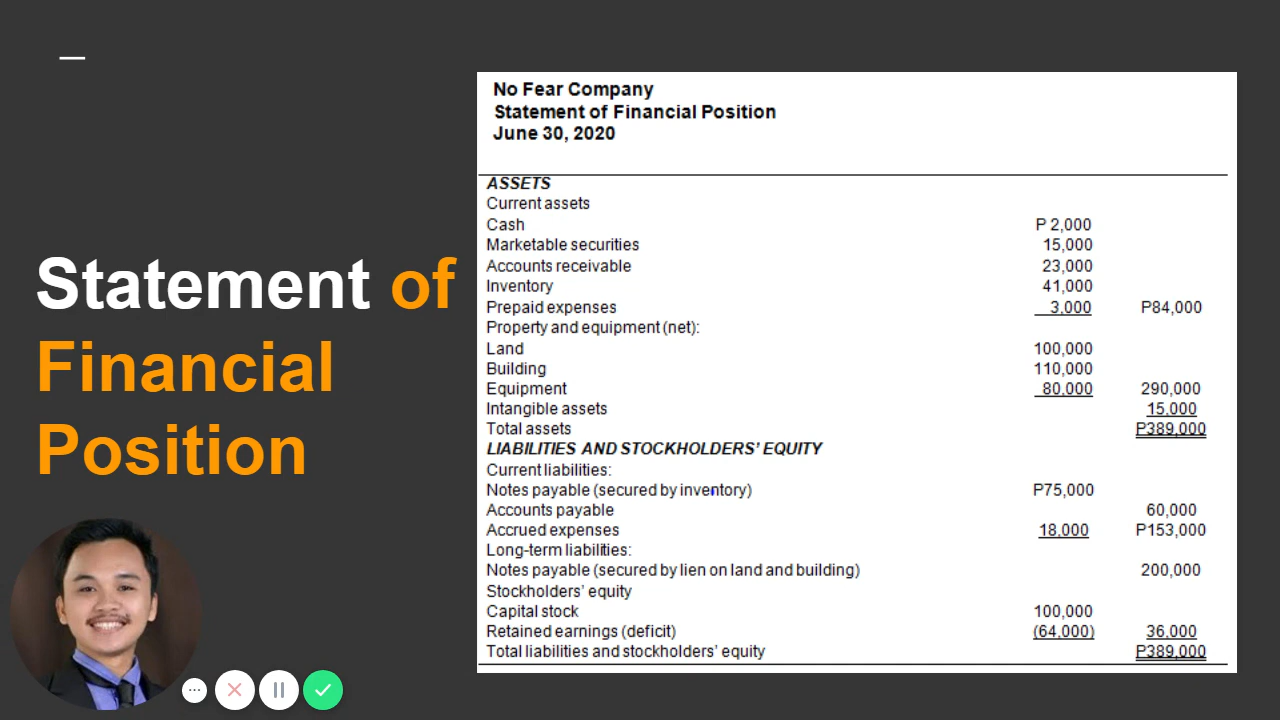 Statement of
Financial
Position
No Fear Company
Statement of Financial Position
June 30, 2020
ASSETS
Current assets
Cash P 2,000
Marketable securities 15,000
Accounts receivable 23,000
Inventory 41,000
Prepaid expenses 3,000 P84,000
Property and equipment (net):
Land 100,000
Building 110,000
Equipment 80,000 290,000
Intangible assets 15,000
Total assets P389,000
LIABILITIES AND STOCKHOLDERS' EQUITY
Current liabilities:
Notes payable (secured by inventory) P75,000
Accounts payable 60,000
Accrued expenses 18,000 P153,000
Long-term liabilities:
Notes payable (secured by lien on land and building) 200,000
Stockholders' equity
Capital stock 100,000
Retained earnings (deficit) (64,000) 36,000
Total liabilities and stockholders' equity P389,000